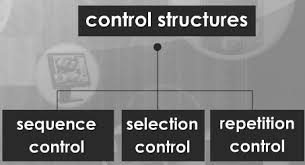 control structures
sequence
control
selection
control
repetition
control